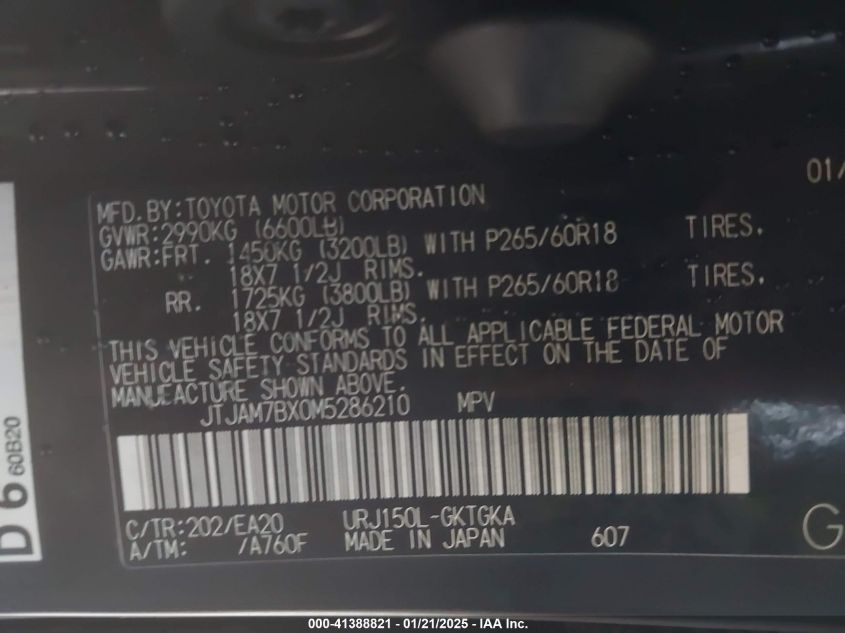 01/
MFD. BY: TOYOTA MOTOR CORPORATION
GVWR: 2990KG (6600LB)
GAWR: FRT. 1450KG (3200LB) WITH P265/60R18 TIRES.
18X7 1/2J RIMS.
RR. 1725KG (3800LB) WITH P265/60R18 TIRES.
18X7 1/2J RIMS.
THIS VEHICLE CONFORMS TO ALL APPLICABLE FEDERAL MOTOR
VEHICLE SAFETY STANDARDS IN EFFECT ON THE DATE OF
MANUFACTURE SHOWN ABOVE.
JTJAM7BX0M5286210 MPV
C/TR: 202/EA20 URJ150L-GKTGKA
A/TM: /A760F MADE IN JAPAN 607
G
D 6 60B20
000-41388821 - 01/21/2025 - IAA Inc.